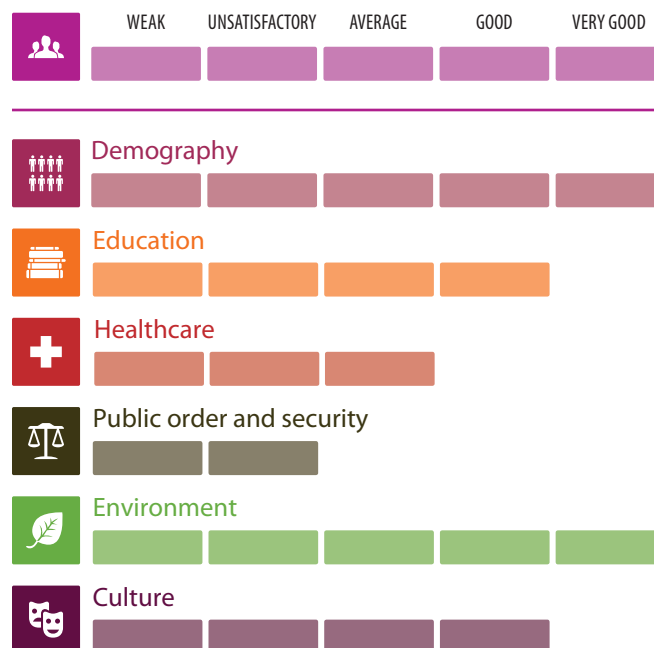 WEAK UNSATISFACTORY AVERAGE GOOD VERY GOOD
Demography
Education
Healthcare
Public order and security
Environment
Culture